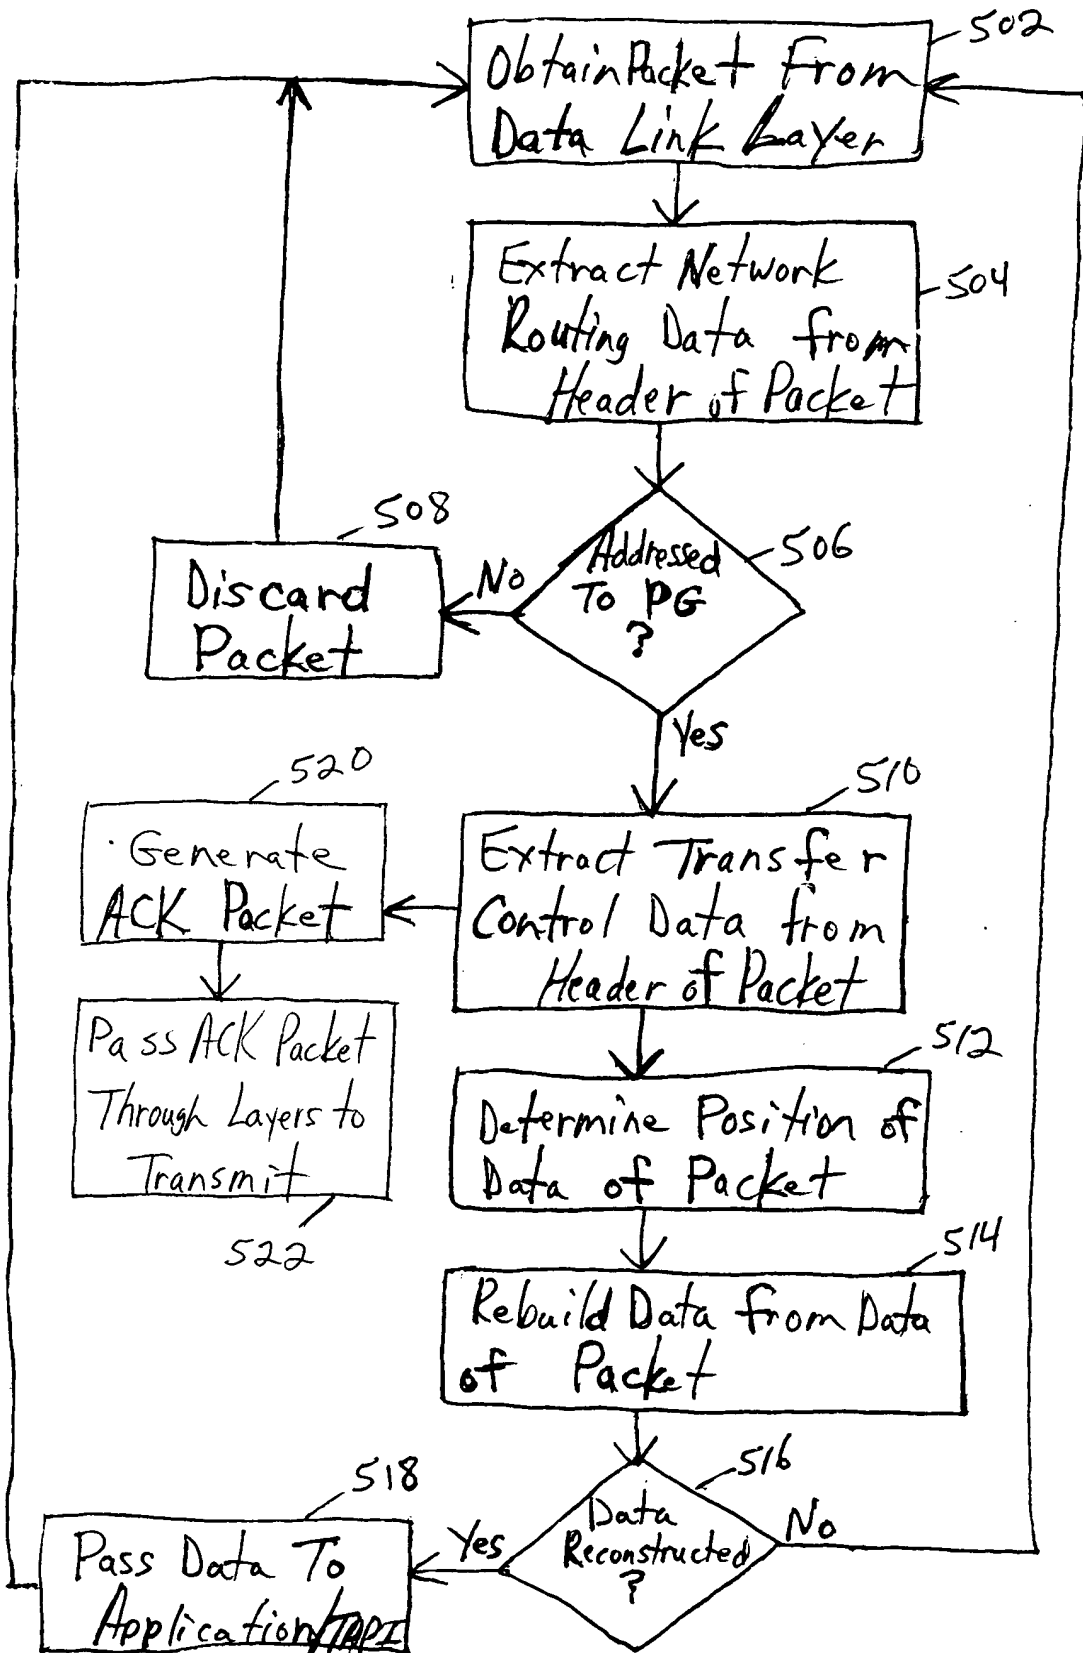 502
Obtain Packet From
Data Link Layer
504
Extract Network
Routing Data from
Header of Packet
506
Addressed
To PG
?
No
508
Discard
Packet
Yes
510
Extract Transfer
Control Data from
Header of Packet
520
Generate
ACK Packet
Pass ACK Packet
Through Layers to
Transmit
522
512
Determine Position of
Data of Packet
514
Rebuild Data from Data
of Packet
516
Data
Reconstructed
?
No
Yes
518
Pass Data To
Application/TAPI